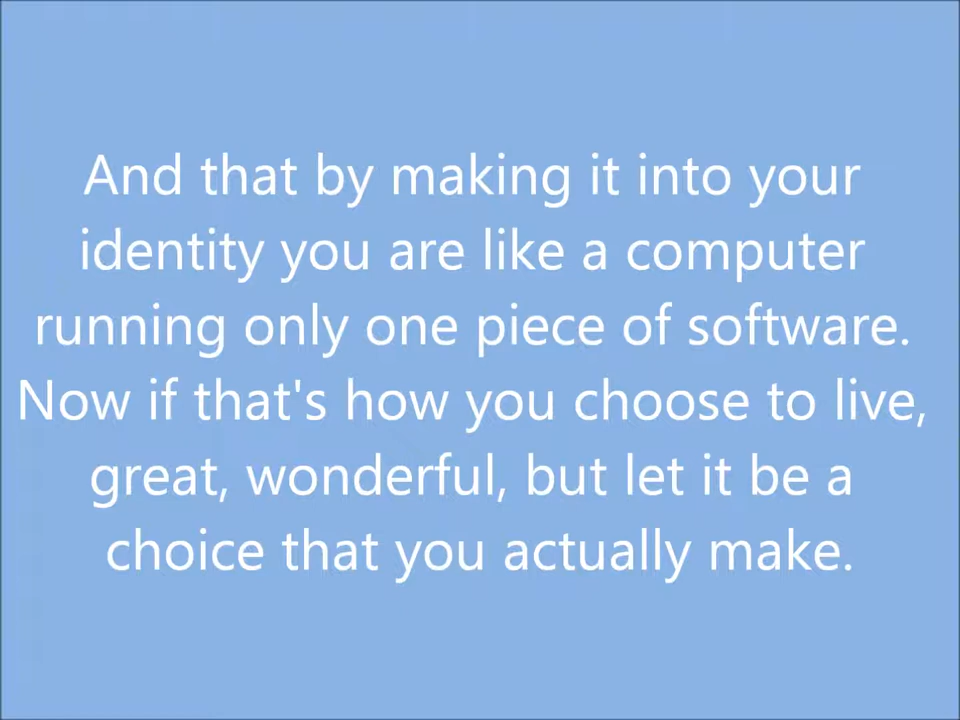 And that by making it into your
identity you are like a computer
running only one piece of software.
Now if that's how you choose to live,
great, wonderful, but let it be a
choice that you actually make.